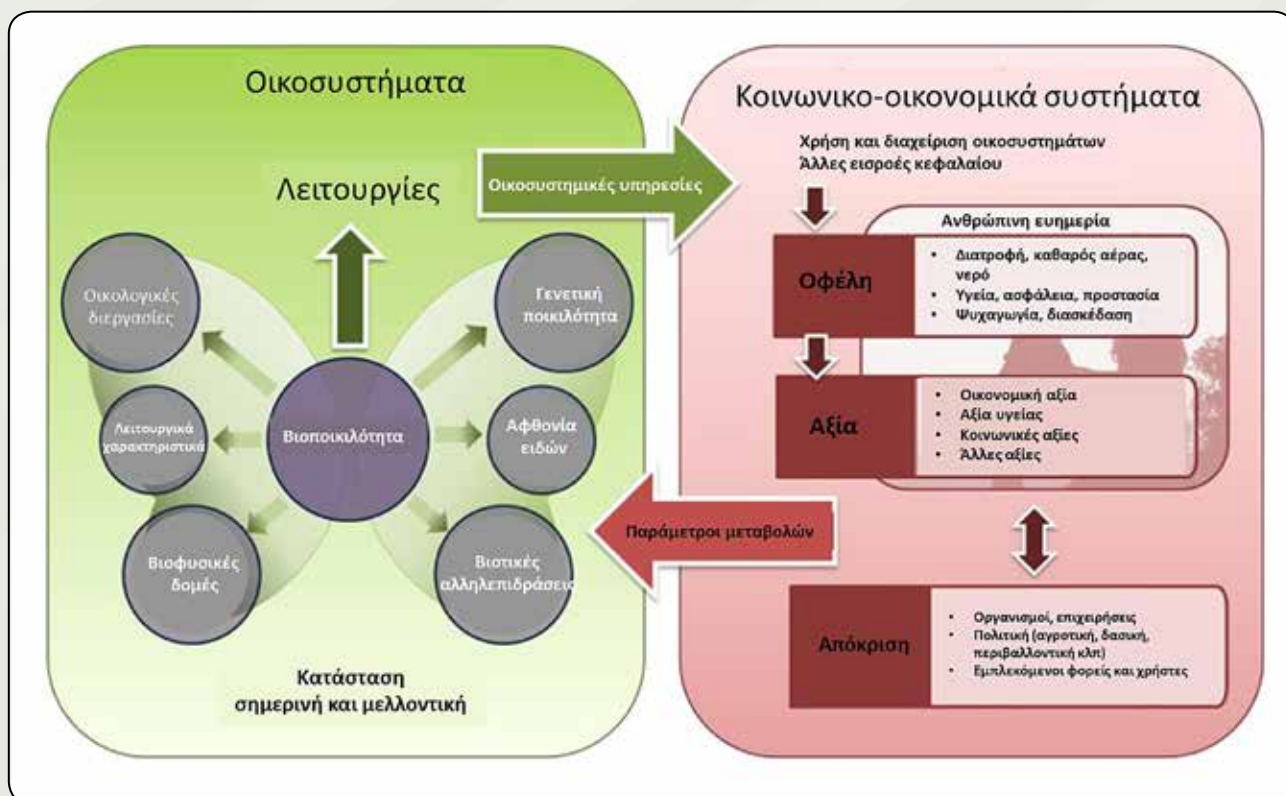 Οικοσυστήματα
Λειτουργίες
Οικολογικές
διεργασίες
Γενετική
ποικιλότητα
Λειτουργικά
χαρακτηριστικά
Βιοποικιλότητα
Αφθονία
ειδών
Βιοφυσικές
δομές
Βιοτικές
αλληλεπιδράσεις
Κατάσταση
σημερινή και μελλοντική
Οικοσυστημικές υπηρεσίες
Παράμετροι μεταβολών
Κοινωνικο-οικονομικά συστήματα
Χρήση και διαχείριση οικοσυστημάτων
Άλλες εισροές κεφαλαίου
Ανθρώπινη ευημερία
Οφέλη
• Διατροφή, καθαρός αέρας,
νερό
• Υγεία, ασφάλεια, προστασία
• Ψυχαγωγία, διασκέδαση
Αξία
• Οικονομική αξία
• Αξία υγείας
• Κοινωνικές αξίες
• Άλλες αξίες
Απόκριση
• Οργανισμοί, επιχειρήσεις
• Πολιτική (αγροτική, δασική,
περιβαλλοντική κλπ)
• Εμπλεκόμενοι φορείς και χρήστες